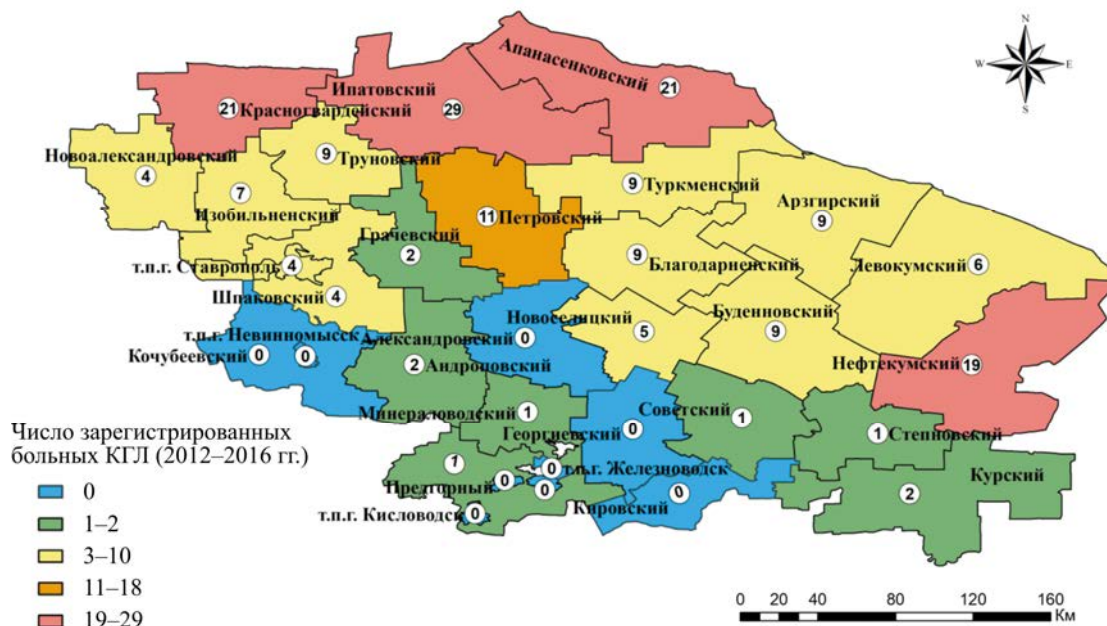 N
W E
S
Апанасенковский
21
Ипатовский
21 Красногвардейский
29
Новоалександровский
4
9 Труновский
7
Изобильненский
9 Туркменский
Арзгирский
9
11 Петровский
Грачевский
2
9
Благодарненский
Левокумский 6
т.п.г. Ставрополь 4
Шпаковский 4
Новоселицкий
5
Буденновский
9
т.п.г. Невинномысск
Александровский 0
Кочубеевский 0 0
2 Андроповский
Нефтекумский 19
Минераловодский 1
Советский
1
Георгиевский 0
1 Степновский
Число зарегистрированных
больных КГЛ (2012–2016 гг.)
1
0 т.п.г. Железноводск
Предгорный 0 0
0
2
Курский
т.п.г. Кисловодск 0
Кировский
0
1–2
3–10
11–18
19–29
0 20 40 80 120 160
Км